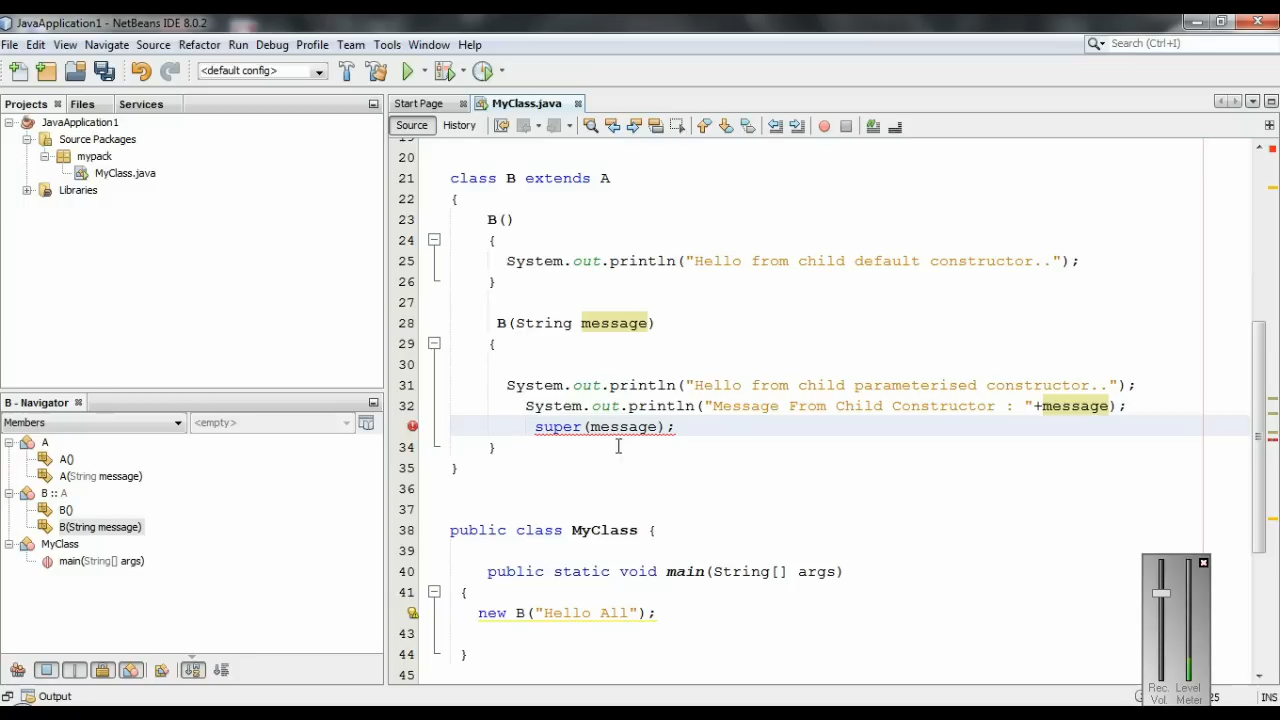 JavaApplication1 - NetBeans IDE 8.0.2
File Edit View Navigate Source Refactor Run Debug Profile Team Tools Window Help
Search (Ctrl+I)
<default config>
Projects Files Services
JavaApplication1
Source Packages
mypack
MyClass.java
Libraries
B - Navigator
Members
<empty>
A
A()
A(String message)
B :: A
B()
B(String message)
MyClass
main(String[] args)
Start Page MyClass.java
Source History
20
21 class B extends A
22 {
23 B()
24 {
25 System.out.println("Hello from child default constructor..");
26 }
27
28 B(String message)
29 {
30
31 System.out.println("Hello from child parameterised constructor..");
32 System.out.println("Message From Child Constructor : "+message);
super(message);
34 }
35 }
36
37
38 public class MyClass {
39
40 public static void main(String[] args)
41 {
new B("Hello All");
43
44 }
45
Rec. Vol. Level Meter
Output
25 INS